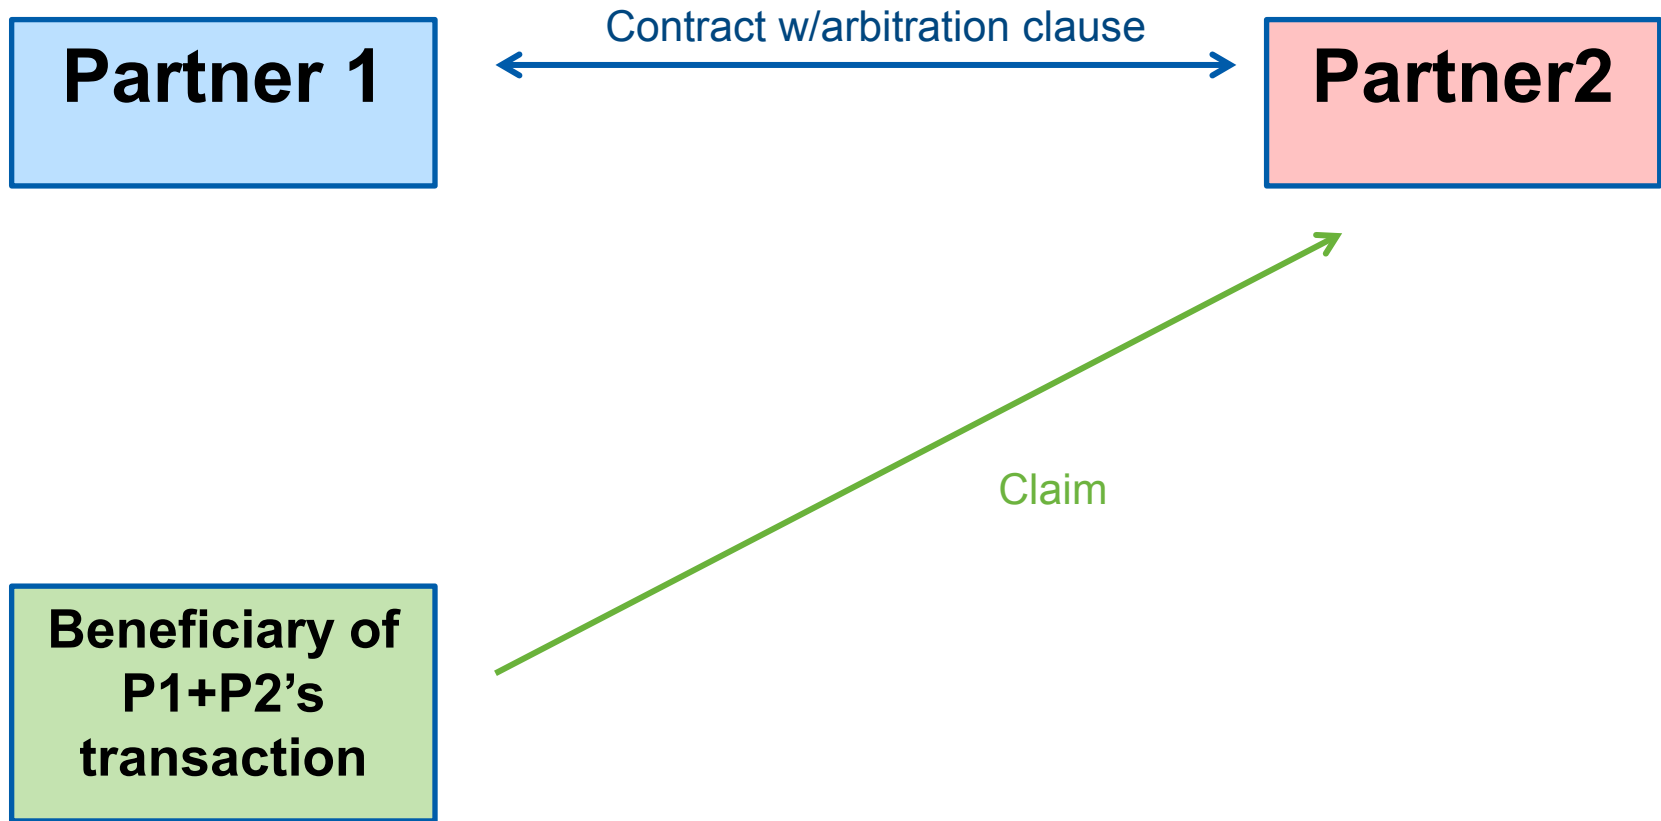 Contract w/arbitration clause
Partner 1
Partner2
Claim
Beneficiary of
P1+P2’s
transaction